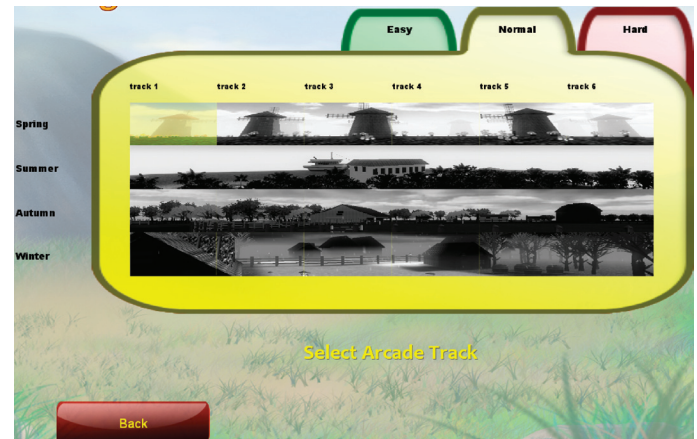 Easy Normal Hard
track 1 track 2 track 3 track 4 track 5 track 6
Spring
Summer
Autumn
Winter
Select Arcade Track
Back